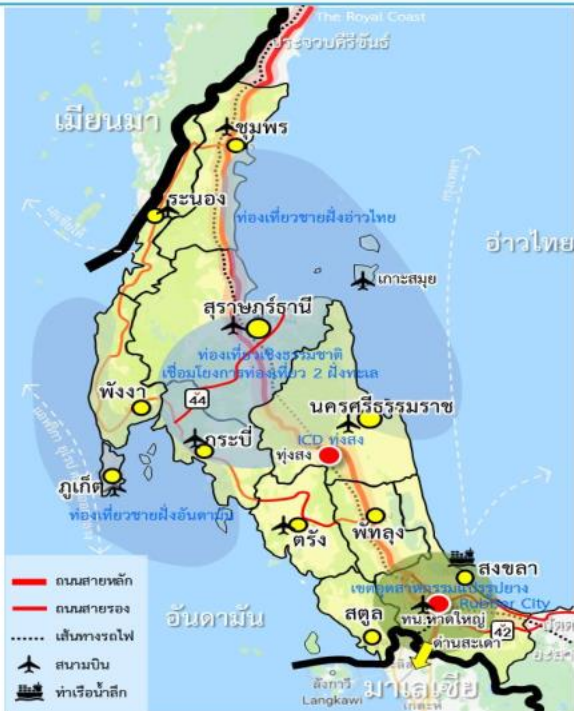 The Royal Coast
ประจวบคีรีขันธ์
เมียนมา
ชุมพร
ระนอง
ท่องเที่ยวชายฝั่งอ่าวไทย
อ่าวไทย
เกาะสมุย
สุราษฎร์ธานี
ท่องเที่ยวเชิงธรรมชาติ
เชื่อมโยงการท่องเที่ยว 2 ฝั่งทะเล
พังงา
44
นครศรีธรรมราช
กระบี่
ICD ทุ่งสง
ทุ่งสง
ภูเก็ต
ท่องเที่ยวชายฝั่งอันดามัน
ตรัง
พัทลุง
สงขลา
เขตอุตสาหกรรมแปรรูปยาง
Rubber City
ทน.หาดใหญ่
42
สตูล
ด่านสะเดา
อันดามัน
มาเลเซีย
ลังกาวี
Langkawi
ถนนสายหลัก
ถนนสายรอง
เส้นทางรถไฟ
สนามบิน
ท่าเรือน้ำลึก